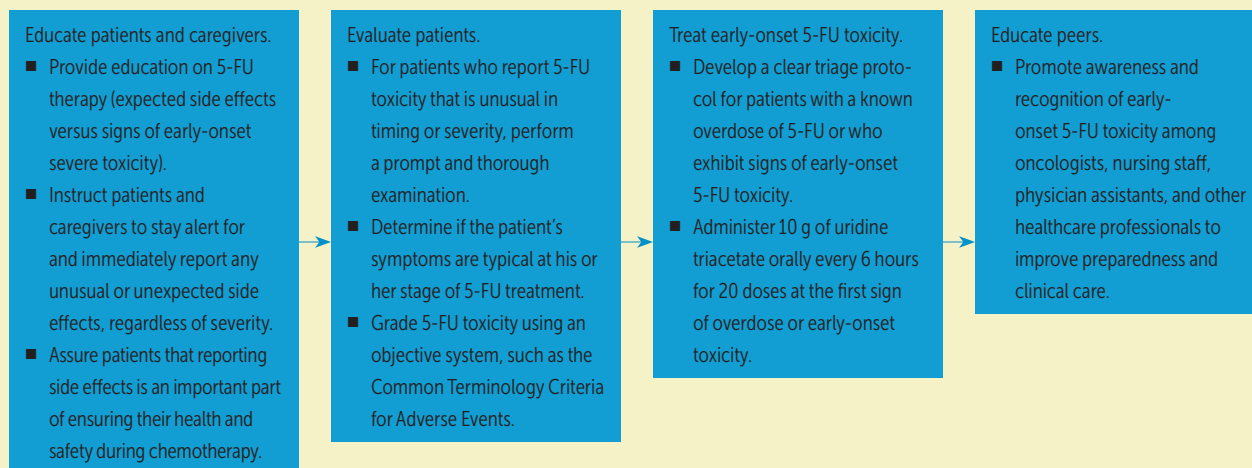 Educate patients and caregivers.
■ Provide education on 5-FU
therapy (expected side effects
versus signs of early-onset
severe toxicity).
■ Instruct patients and
caregivers to stay alert for
and immediately report any
unusual or unexpected side
effects, regardless of severity.
■ Assure patients that reporting
side effects is an important part
of ensuring their health and
safety during chemotherapy.
Evaluate patients.
■ For patients who report 5-FU
toxicity that is unusual in
timing or severity, perform
a prompt and thorough
examination.
■ Determine if the patient's
symptoms are typical at his or
her stage of 5-FU treatment.
■ Grade 5-FU toxicity using an
objective system, such as the
Common Terminology Criteria
for Adverse Events.
Treat early-onset 5-FU toxicity.
■ Develop a clear triage proto-
col for patients with a known
overdose of 5-FU or who
exhibit signs of early-onset
5-FU toxicity.
■ Administer 10 g of uridine
triacetate orally every 6 hours
for 20 doses at the first sign
of overdose or early-onset
toxicity.
Educate peers.
■ Promote awareness and
recognition of early-
onset 5-FU toxicity among
oncologists, nursing staff,
physician assistants, and other
healthcare professionals to
improve preparedness and
clinical care.